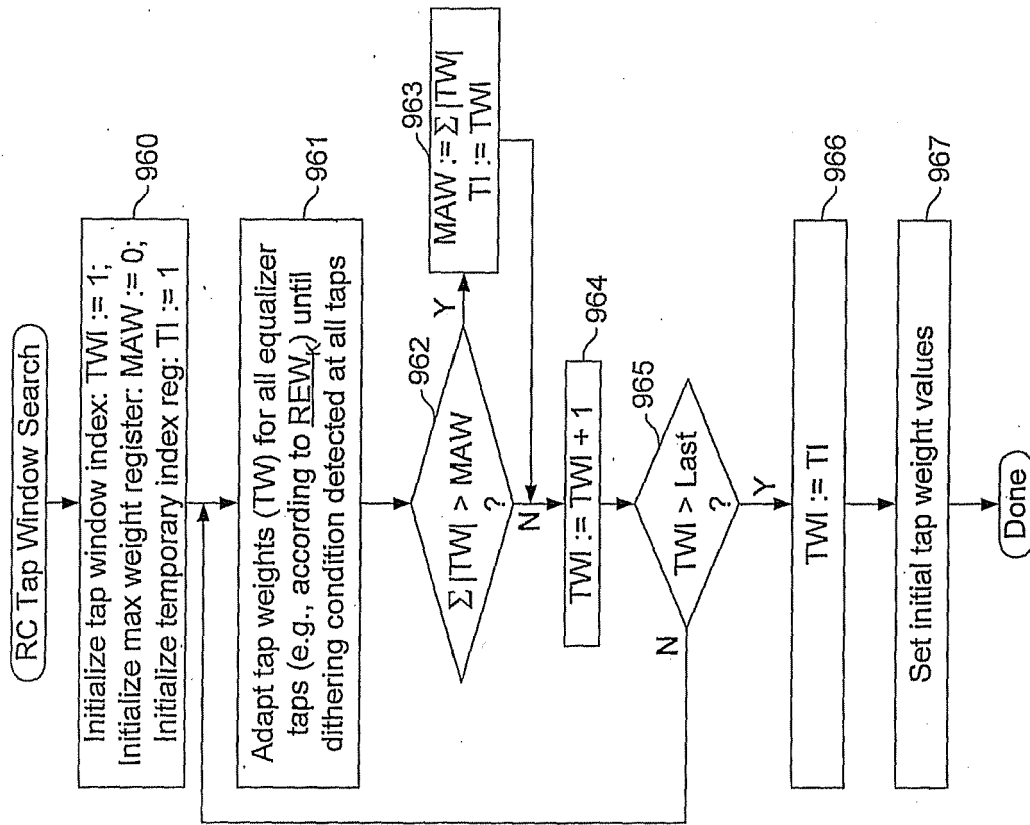 RC Tap Window Search
960
Initialize tap window index: TWI := 1;
Initialize max weight register: MAW := 0;
Initialize temporary index reg: TI := 1
961
Adapt tap weights (TW) for all equalizer
taps (e.g., according to REWK) until
dithering condition detected at all taps
962
Σ |TW| > MAW
?
Y
N
963
MAW := Σ |TW|
TI := TWI
964
TWI := TWI + 1
965
TWI > Last
?
N
Y
966
TWI := TI
967
Set initial tap weight values
Done